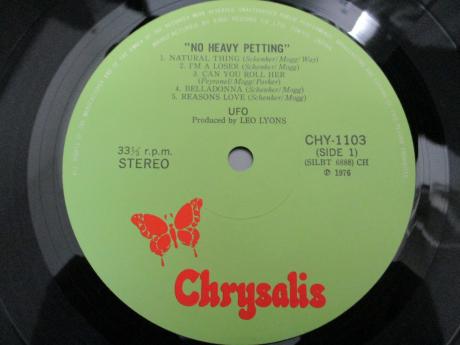 "NO HEAVY PETTING"
1. NATURAL THING (Schenker/Mogg/Way)
2. I'M A LOSER (Schenker/Mogg)
3. CAN YOU ROLL HER
(Peyronel/Mogg/Parker)
4. BELLADONNA (Schenker/Mogg)
5. REASONS LOVE (Schenker/Mogg)
UFO
Produced by LEO LYONS
33⅓ r.p.m.
STEREO
CHY-1103
(SIDE 1)
(SILBT 6888) CH
Ⓟ 1976
Chrysalis